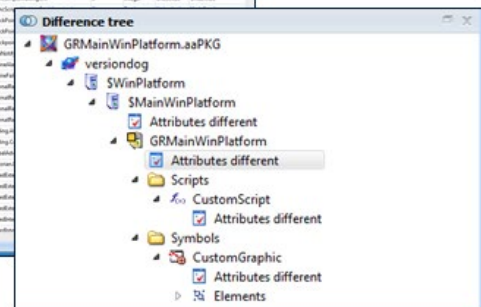 Difference tree
GRMainWinPlatform.aaPKG
versiondog
$WinPlatform
$MainWinPlatform
Attributes different
GRMainWinPlatform
Attributes different
Scripts
CustomScript
Attributes different
Symbols
CustomGraphic
Attributes different
Elements